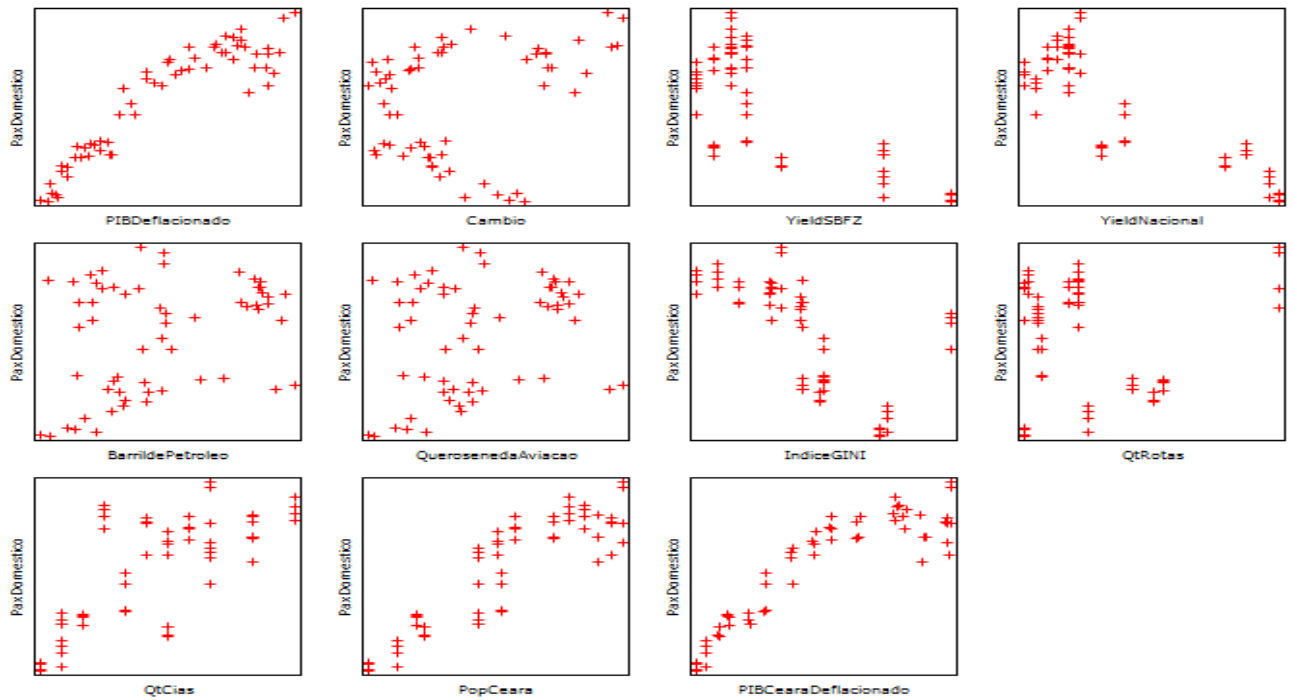 PaxDomestico
PIBDeflacionado
PaxDomestico
Cambio
PaxDomestico
YieldSBFZ
PaxDomestico
YieldNacional
PaxDomestico
BarrildePetroleo
PaxDomestico
QuerosenedaAviacao
PaxDomestico
IndiceGINI
PaxDomestico
QtRotas
PaxDomestico
QtCias
PaxDomestico
PopCeara
PaxDomestico
PIBCearaDeflacionado